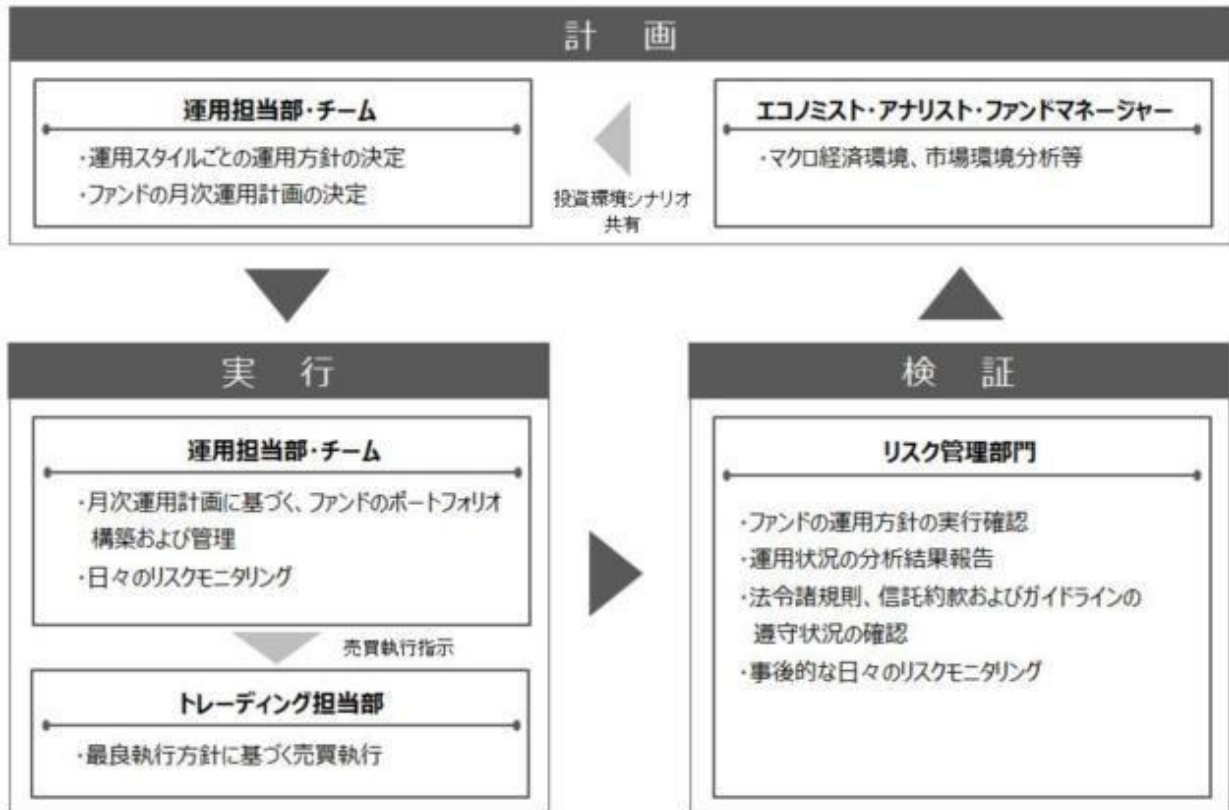 計 画
運用担当部・チーム
・運用スタイルごとの運用方針の決定
・ファンドの月次運用計画の決定
投資環境シナリオ
共有
エコノミスト・アナリスト・ファンドマネージャー
・マクロ経済環境、市場環境分析等
実 行
運用担当部・チーム
・月次運用計画に基づく、ファンドのポートフォリオ
構築および管理
・日々のリスクモニタリング
売買執行指示
トレーディング担当部
・最良執行方針に基づく売買執行
検 証
リスク管理部門
・ファンドの運用方針の実行確認
・運用状況の分析結果報告
・法令諸規則、信託約款およびガイドラインの
遵守状況の確認
・事後的な日々のリスクモニタリング